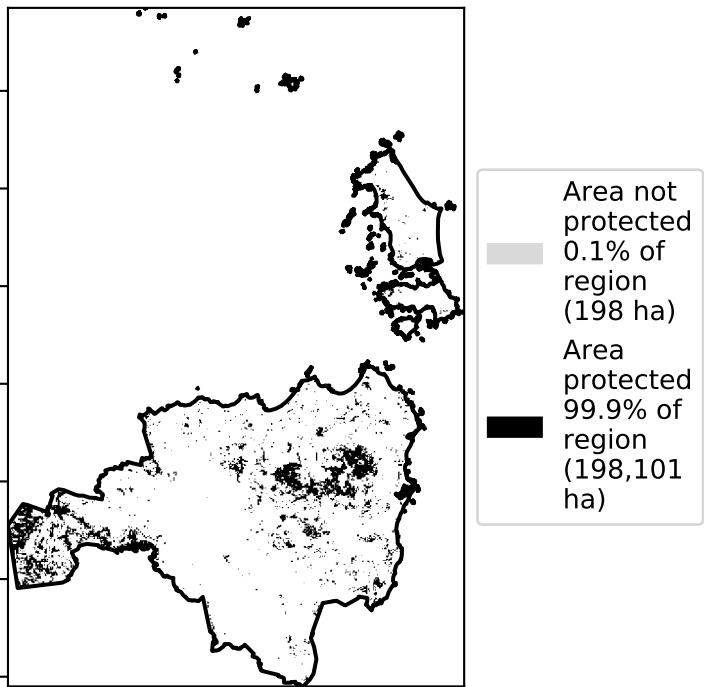 Area not
protected
0.1% of
region
(198 ha)
Area
protected
99.9% of
region
(198,101
ha)